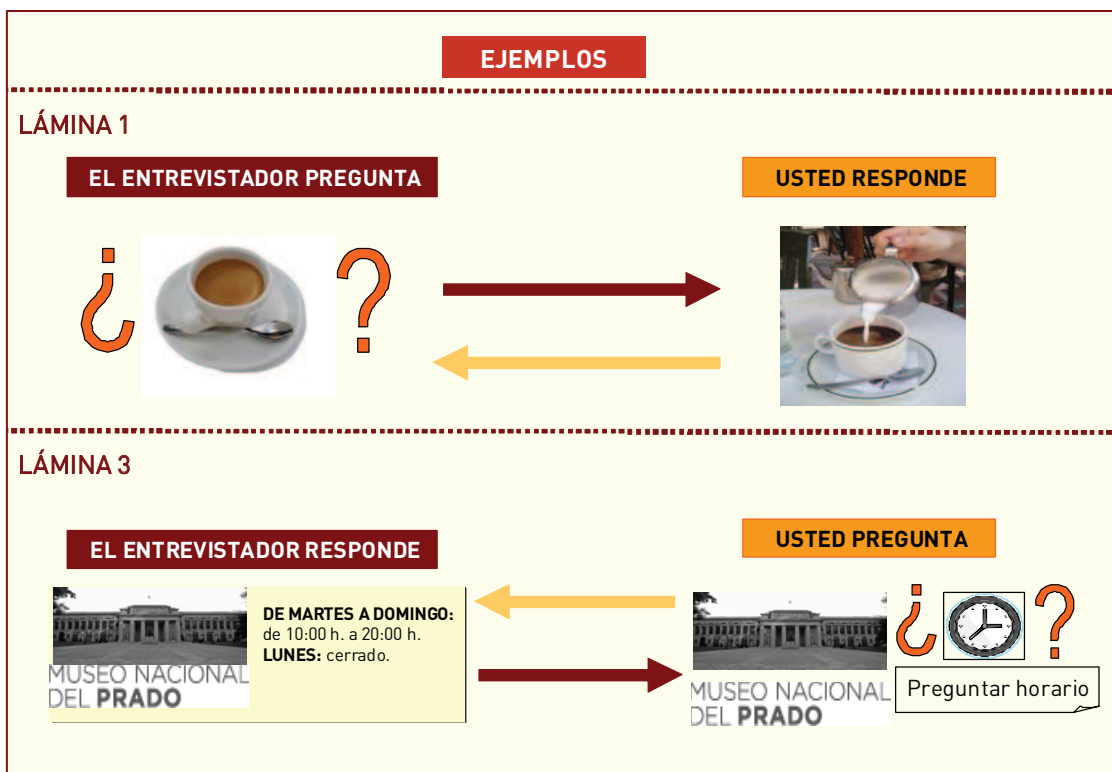 EJEMPLOS
LÁMINA 1
EL ENTREVISTADOR PREGUNTA
USTED RESPONDE
¿ ?
LÁMINA 3
EL ENTREVISTADOR RESPONDE
USTED PREGUNTA
DE MARTES A DOMINGO:
de 10:00 h. a 20:00 h.
LUNES: cerrado.
MUSEO NACIONAL
DEL PRADO
¿ ?
MUSEO NACIONAL
DEL PRADO
Preguntar horario